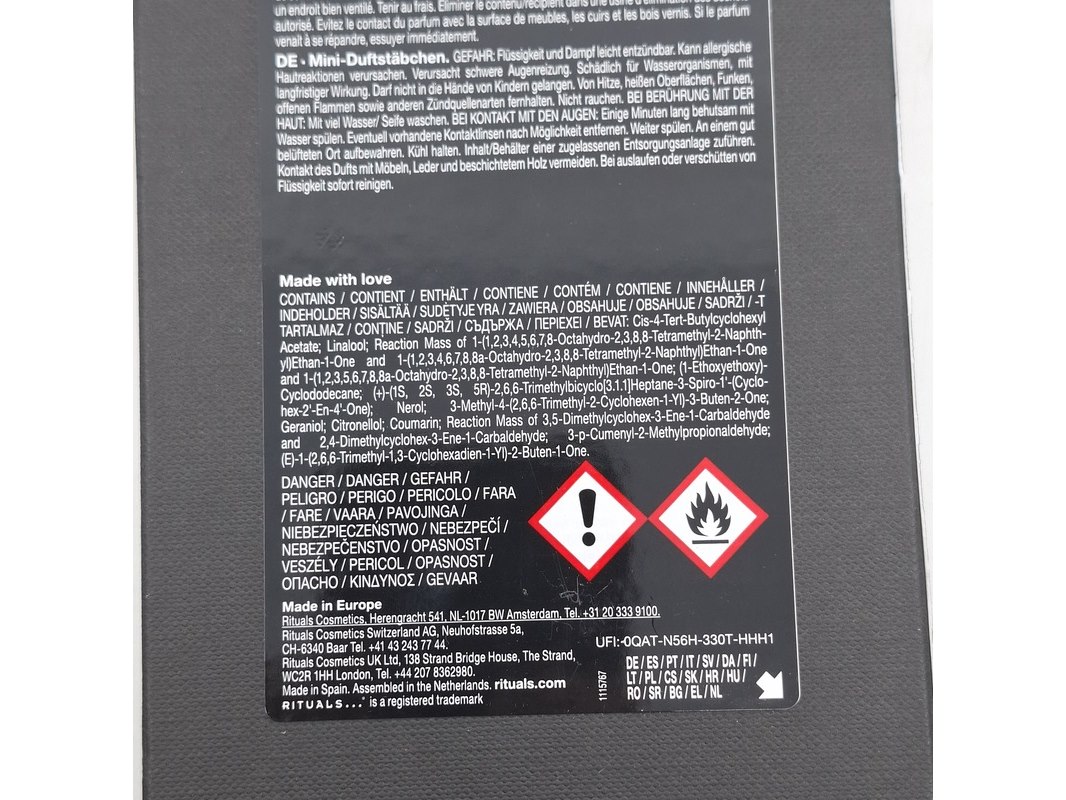 un endroit bien ventilé. Tenir au frais. Eliminer le contenu/récipient dans une usine d'élimination des
autorisé. Evitez le contact du parfum avec la surface de meubles, les cuirs et les bois vernis. Si le parfum
venait à se répandre, essuyer immédiatement.
DE • Mini-Duftstäbchen. GEFAHR: Flüssigkeit und Dampf leicht entzündbar. Kann allergische
Hautreaktionen verursachen. Verursacht schwere Augenreizung. Schädlich für Wasserorganismen, mit
langfristiger Wirkung. Darf nicht in die Hände von Kindern gelangen. Von Hitze, heißen Oberflächen, Funken,
offenen Flammen sowie anderen Zündquellenarten fernhalten. Nicht rauchen. BEI BERÜHRUNG MIT DER
HAUT: Mit viel Wasser/ Seife waschen. BEI KONTAKT MIT DEN AUGEN: Einige Minuten lang behutsam mit
Wasser spülen. Eventuell vorhandene Kontaktlinsen nach Möglichkeit entfernen. Weiter spülen. An einem gut
belüfteten Ort aufbewahren. Kühl halten. Inhalt/Behälter einer zugelassenen Entsorgungsanlage zuführen.
Kontakt des Dufts mit Möbeln, Leder und beschichtetem Holz vermeiden. Bei auslaufen oder verschütten von
Flüssigkeit sofort reinigen.
Made with love
CONTAINS / CONTIENT / ENTHÄLT / CONTIENE / CONTÉM / CONTIENE / INNEHÅLLER /
INDEHOLDER / SISÄLTÄÄ / SUDĖTYJE YRA / ZAWIERA / OBSAHUJE / OBSAHUJE / SADRŽI / -T
TARTALMAZ / CONȚINE / SADRŽI / СЪДЪРЖА / ΠΕΡΙΕΧΕΙ / BEVAT: Cis-4-Tert-Butylcyclohexyl
Acetate; Linalool; Reaction Mass of 1-(1,2,3,4,5,6,7,8-Octahydro-2,3,8,8-Tetramethyl-2-Naphth-
yl)Ethan-1-One and 1-(1,2,3,4,6,7,8,8a-Octahydro-2,3,8,8-Tetramethyl-2-Naphthyl)Ethan-1-One
and 1-(1,2,3,5,6,7,8,8a-Octahydro-2,3,8,8-Tetramethyl-2-Naphthyl)Ethan-1-One; (1-Ethoxyethoxy)-
Cyclododecane; (+)-(1S, 2S, 3S, 5R)-2,6,6-Trimethylbicyclo[3.1.1]Heptane-3-Spiro-1'-(Cyclo-
hex-2'-En-4'-One); Nerol; 3-Methyl-4-(2,6,6-Trimethyl-2-Cyclohexen-1-Yl)-3-Buten-2-One;
Geraniol; Citronellol; Coumarin; Reaction Mass of 3,5-Dimethylcyclohex-3-Ene-1-Carbaldehyde
and 2,4-Dimethylcyclohex-3-Ene-1-Carbaldehyde; 3-p-Cumenyl-2-Methylpropionaldehyde;
(E)-1-(2,6,6-Trimethyl-1,3-Cyclohexadien-1-Yl)-2-Buten-1-One.
DANGER / DANGER / GEFAHR /
PELIGRO / PERIGO / PERICOLO / FARA
/ FARE / VAARA / PAVOJINGA /
NIEBEZPIECZEŃSTWO / NEBEZPEČÍ /
NEBEZPEČENSTVO / OPASNOST /
VESZÉLY / PERICOL / OPASNOST /
ОПАСНО / ΚΙΝΔΥΝΟΣ / GEVAAR
Made in Europe
Rituals Cosmetics, Herengracht 541, NL-1017 BW Amsterdam, Tel. +31 20 333 9100.
Rituals Cosmetics Switzerland AG, Neuhofstrasse 5a,
CH-6340 Baar Tel. +41 43 243 77 44.
Rituals Cosmetics UK Ltd, 138 Strand Bridge House, The Strand,
WC2R 1HH London, Tel. +44 207 8362980.
Made in Spain. Assembled in the Netherlands. rituals.com
RITUALS... is a registered trademark
UFI:-0QAT-N56H-330T-HHH1
1115767
DE / ES / PT / IT / SV / DA / FI /
LT / PL / CS / SK / HR / HU /
RO / SR / BG / EL / NL